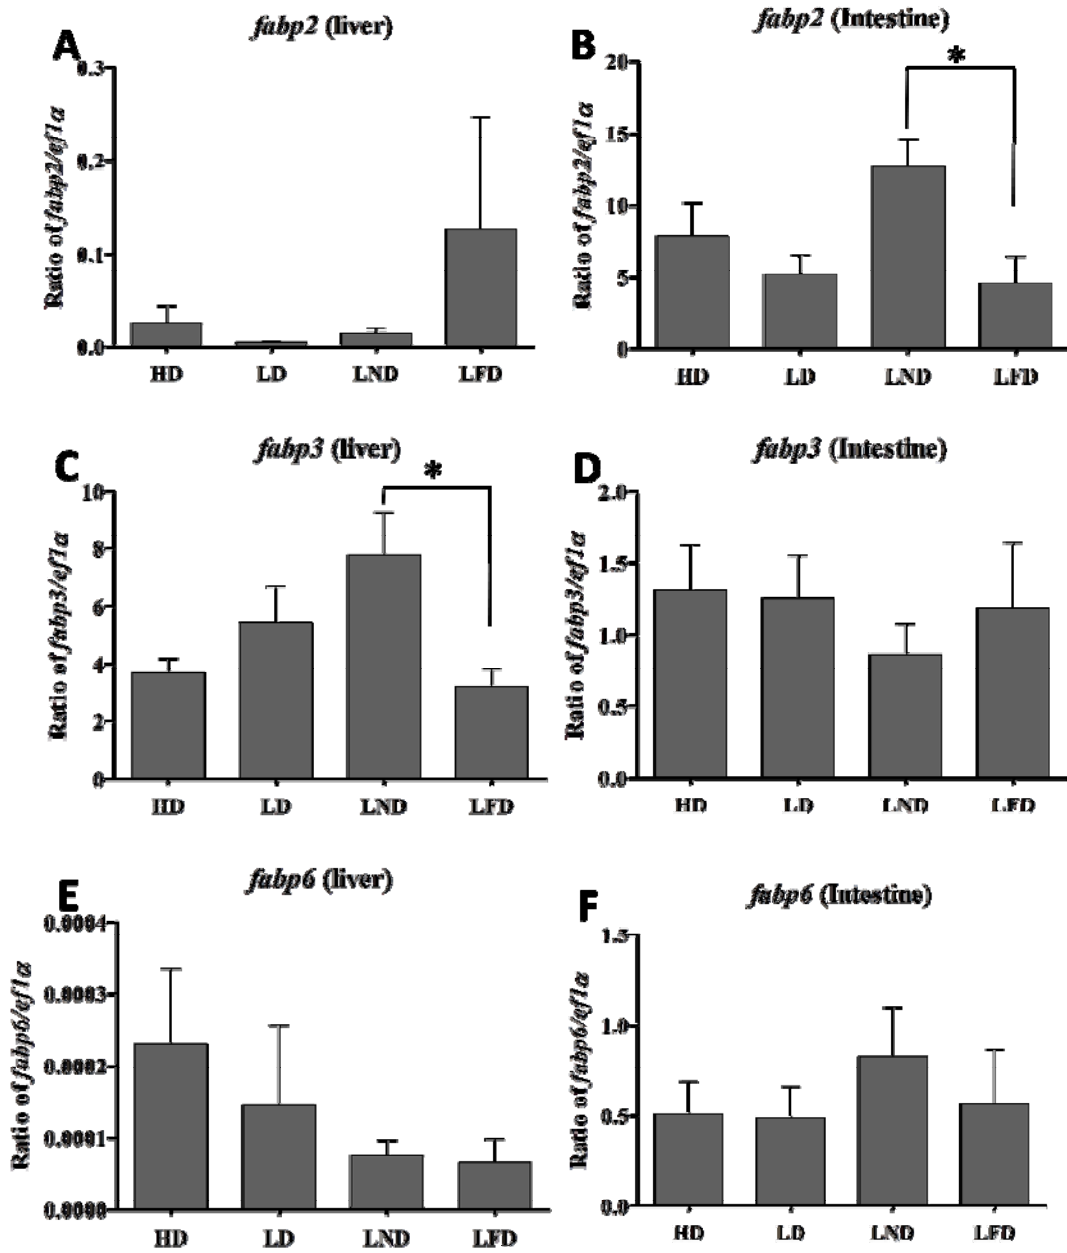 A
fabp2 (liver)
Ratio of fabp2/ef1α
0.3
0.2
0.1
0.0
HD LD LND LFD
B
fabp2 (Intestine)
Ratio of fabp2/ef1α
20
15
10
5
0
*
HD LD LND LFD
C
fabp3 (liver)
Ratio of fabp3/ef1α
10
8
6
4
2
0
*
HD LD LND LFD
D
fabp3 (Intestine)
Ratio of fabp3/ef1α
2.0
1.5
1.0
0.5
0.0
HD LD LND LFD
E
fabp6 (liver)
Ratio of fabp6/ef1α
0.0004
0.0003
0.0002
0.0001
0.0000
HD LD LND LFD
F
fabp6 (Intestine)
Ratio of fabp6/ef1α
1.5
1.0
0.5
0.0
HD LD LND LFD